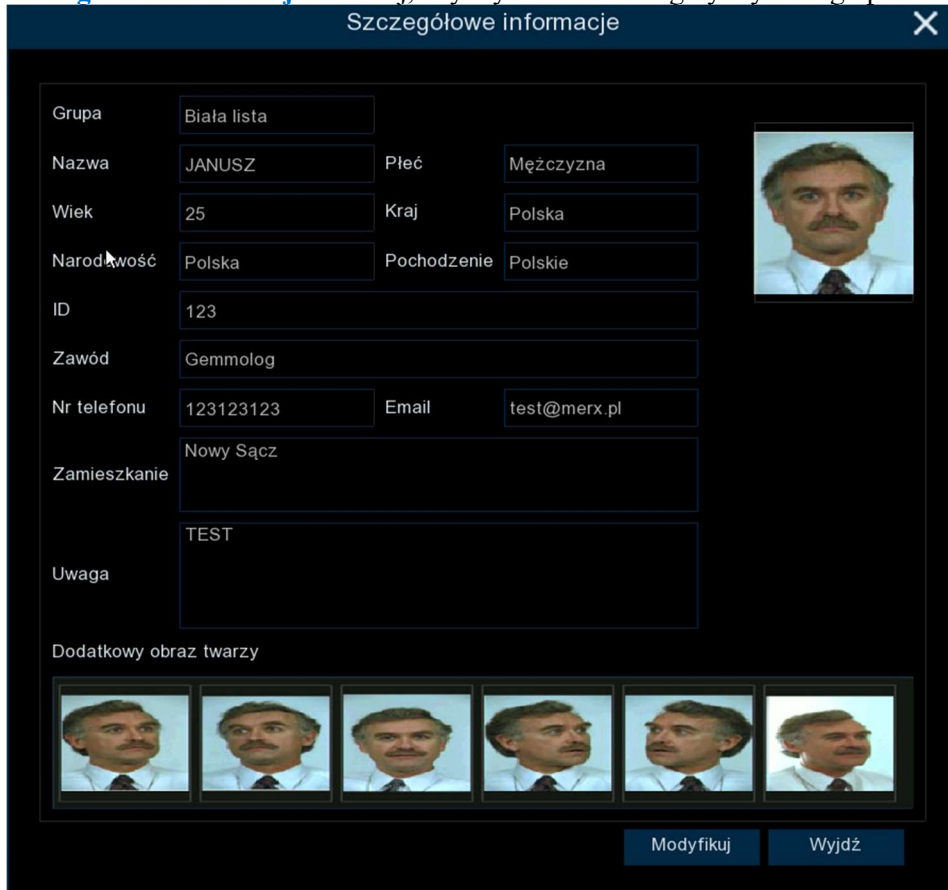 Szczegółowe informacje
Grupa Biała lista
Nazwa JANUSZ Płeć Mężczyzna
Wiek 25 Kraj Polska
Narodowość Polska Pochodzenie Polskie
ID 123
Zawód Gemmolog
Nr telefonu 123123123 Email test@merx.pl
Zamieszkanie Nowy Sącz
Uwaga TEST
Dodatkowy obraz twarzy
Modyfikuj Wyjdź